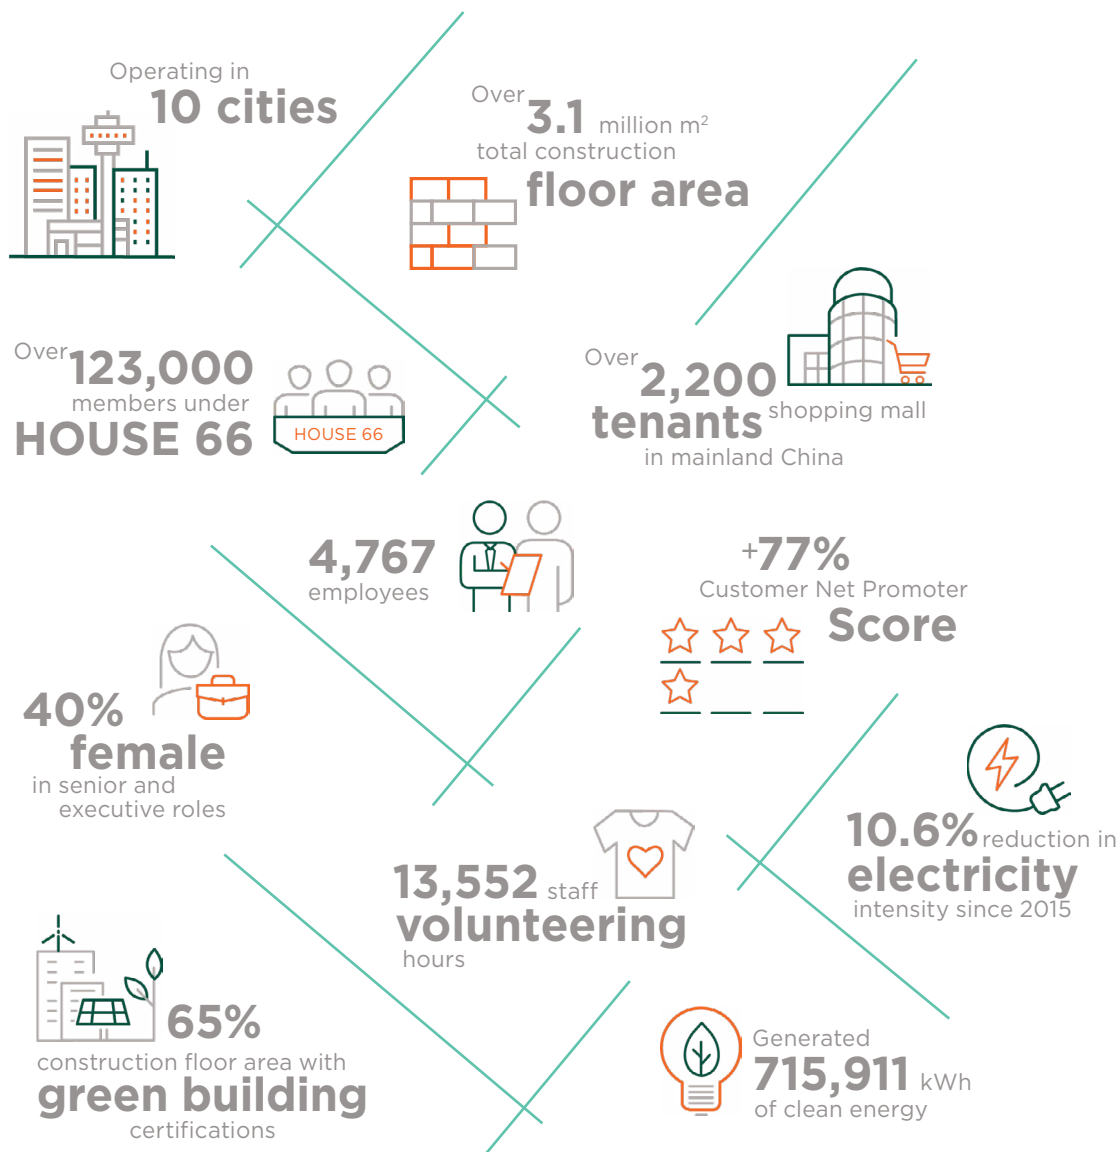 Operating in
10 cities
Over 3.1 million m²
total construction
floor area
Over 123,000
members under
HOUSE 66
HOUSE 66
Over 2,200
tenants shopping mall
in mainland China
4,767
employees
+77%
Customer Net Promoter
Score
40%
female
in senior and
executive roles
13,552 staff
volunteering
hours
10.6% reduction in
electricity
intensity since 2015
65%
construction floor area with
green building
certifications
Generated
715,911 kWh
of clean energy